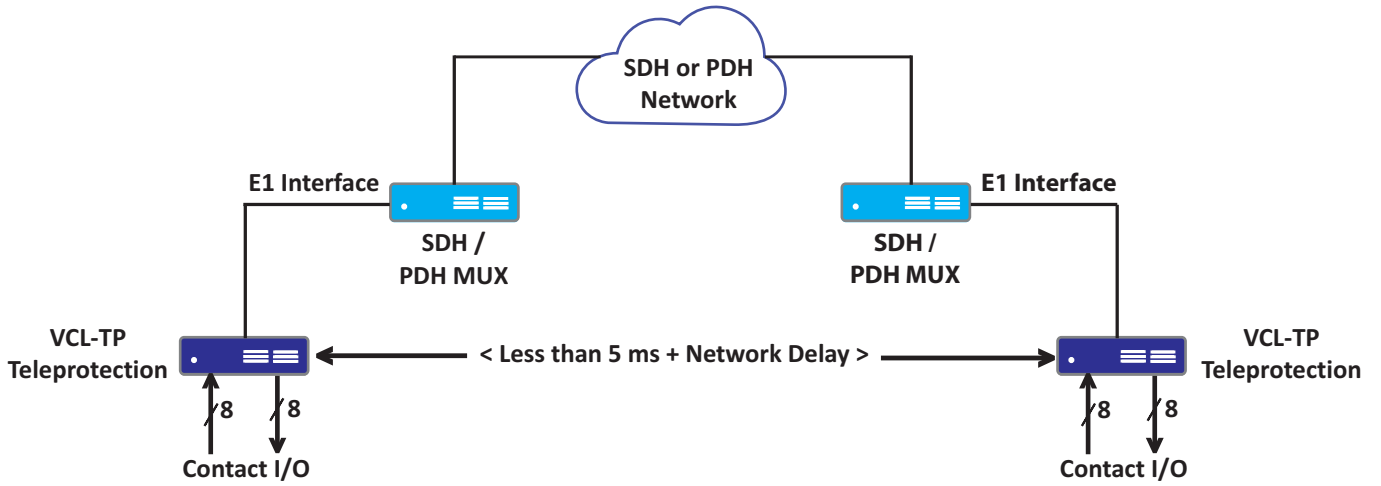 SDH or PDH
Network
E1 Interface
E1 Interface
SDH /
PDH MUX
SDH /
PDH MUX
VCL-TP
Teleprotection
< Less than 5 ms + Network Delay >
VCL-TP
Teleprotection
8
8
8
8
Contact I/O
Contact I/O